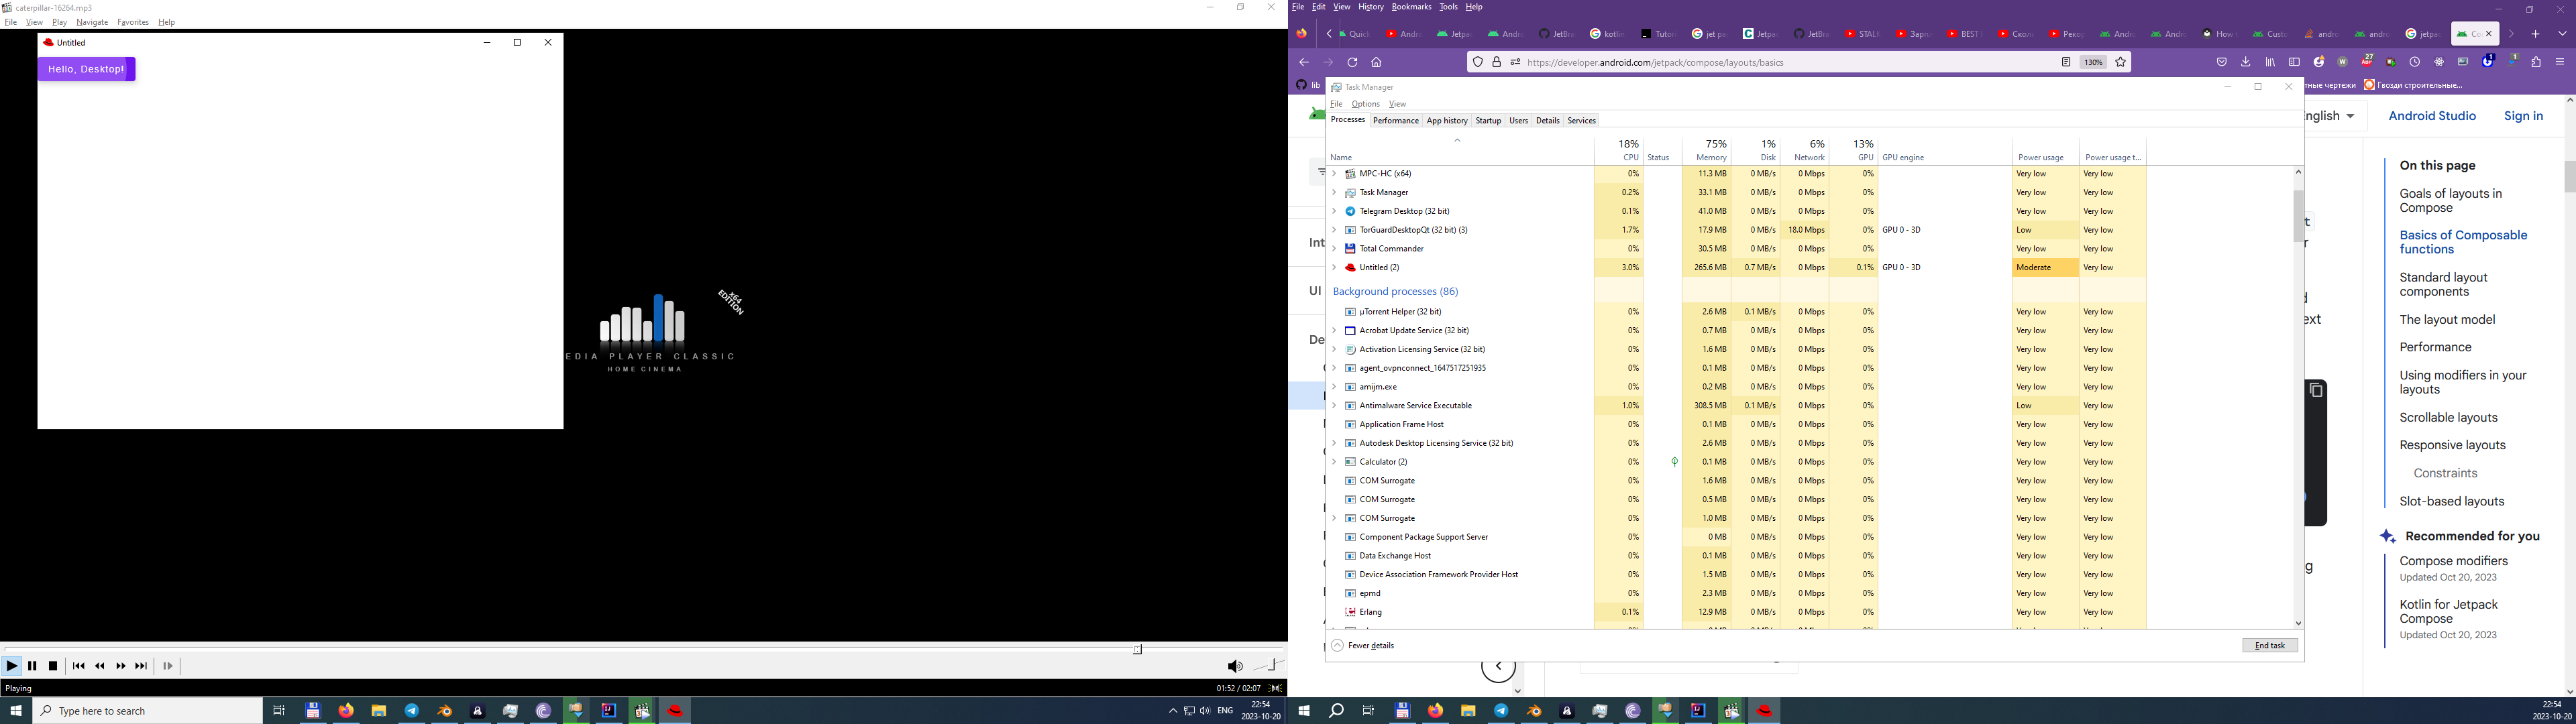 caterpillar-16264.mp3
File View Play Navigate Favorites Help
Untitled
Hello, Desktop!
x64
EDITION
EDIA PLAYER CLASSIC
HOME CINEMA
Playing
01:52 / 02:07
Type here to search
ENG
22:54
2023-10-20
File Edit View History Bookmarks Tools Help
https://developer.android.com/jetpack/compose/layouts/basics
130%
lib
Гвозди строительные...
Android Studio
Sign in
Task Manager
File Options View
Processes Performance App history Startup Users Details Services
18% 75% 1% 6% 13%
Name CPU Status Memory Disk Network GPU GPU engine Power usage Power usage t...
MPC-HC (x64) 0% 11.3 MB 0 MB/s 0 Mbps 0% Very low Very low
Task Manager 0.2% 33.1 MB 0 MB/s 0 Mbps 0% Very low Very low
Telegram Desktop (32 bit) 0.1% 41.0 MB 0 MB/s 0 Mbps 0% Very low Very low
TorGuardDesktopQt (32 bit) (3) 1.7% 17.9 MB 0 MB/s 18.0 Mbps 0% GPU 0 - 3D Low Very low
Total Commander 0% 30.5 MB 0 MB/s 0 Mbps 0% Very low Very low
Untitled (2) 3.0% 265.6 MB 0.7 MB/s 0 Mbps 0.1% GPU 0 - 3D Moderate Very low
Background processes (86)
µTorrent Helper (32 bit) 0% 2.6 MB 0.1 MB/s 0 Mbps 0% Very low Very low
Acrobat Update Service (32 bit) 0% 0.7 MB 0 MB/s 0 Mbps 0% Very low Very low
Activation Licensing Service (32 bit) 0% 1.6 MB 0 MB/s 0 Mbps 0% Very low Very low
agent_ovpnconnect_1647517251935 0% 0.1 MB 0 MB/s 0 Mbps 0% Very low Very low
amijm.exe 0% 0.2 MB 0 MB/s 0 Mbps 0% Very low Very low
Antimalware Service Executable 1.0% 308.5 MB 0.1 MB/s 0 Mbps 0% Low Very low
Application Frame Host 0% 0.1 MB 0 MB/s 0 Mbps 0% Very low Very low
Autodesk Desktop Licensing Service (32 bit) 0% 2.6 MB 0 MB/s 0 Mbps 0% Very low Very low
Calculator (2) 0% 0.1 MB 0 MB/s 0 Mbps 0% Very low Very low
COM Surrogate 0% 1.6 MB 0 MB/s 0 Mbps 0% Very low Very low
COM Surrogate 0% 0.5 MB 0 MB/s 0 Mbps 0% Very low Very low
COM Surrogate 0% 1.0 MB 0 MB/s 0 Mbps 0% Very low Very low
Component Package Support Server 0% 0 MB 0 MB/s 0 Mbps 0% Very low Very low
Data Exchange Host 0% 0.1 MB 0 MB/s 0 Mbps 0% Very low Very low
Device Association Framework Provider Host 0% 1.5 MB 0 MB/s 0 Mbps 0% Very low Very low
epmd 0% 2.3 MB 0 MB/s 0 Mbps 0% Very low Very low
Erlang 0.1% 12.9 MB 0 MB/s 0 Mbps 0% Very low Very low
Fewer details
End task
On this page
Goals of layouts in
Compose
Basics of Composable
functions
Standard layout
components
The layout model
Performance
Using modifiers in your
layouts
Scrollable layouts
Responsive layouts
Constraints
Slot-based layouts
Recommended for you
Compose modifiers
Updated Oct 20, 2023
Kotlin for Jetpack
Compose
Updated Oct 20, 2023
22:54
2023-10-20